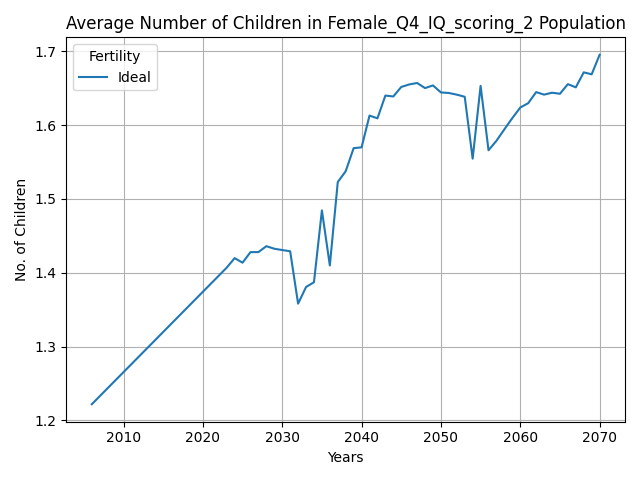 Average Number of Children in Female_Q4_IQ_scoring_2 Population
Fertility
Ideal
No. of Children
1.7
1.6
1.5
1.4
1.3
1.2
2010 2020 2030 2040 2050 2060 2070
Years